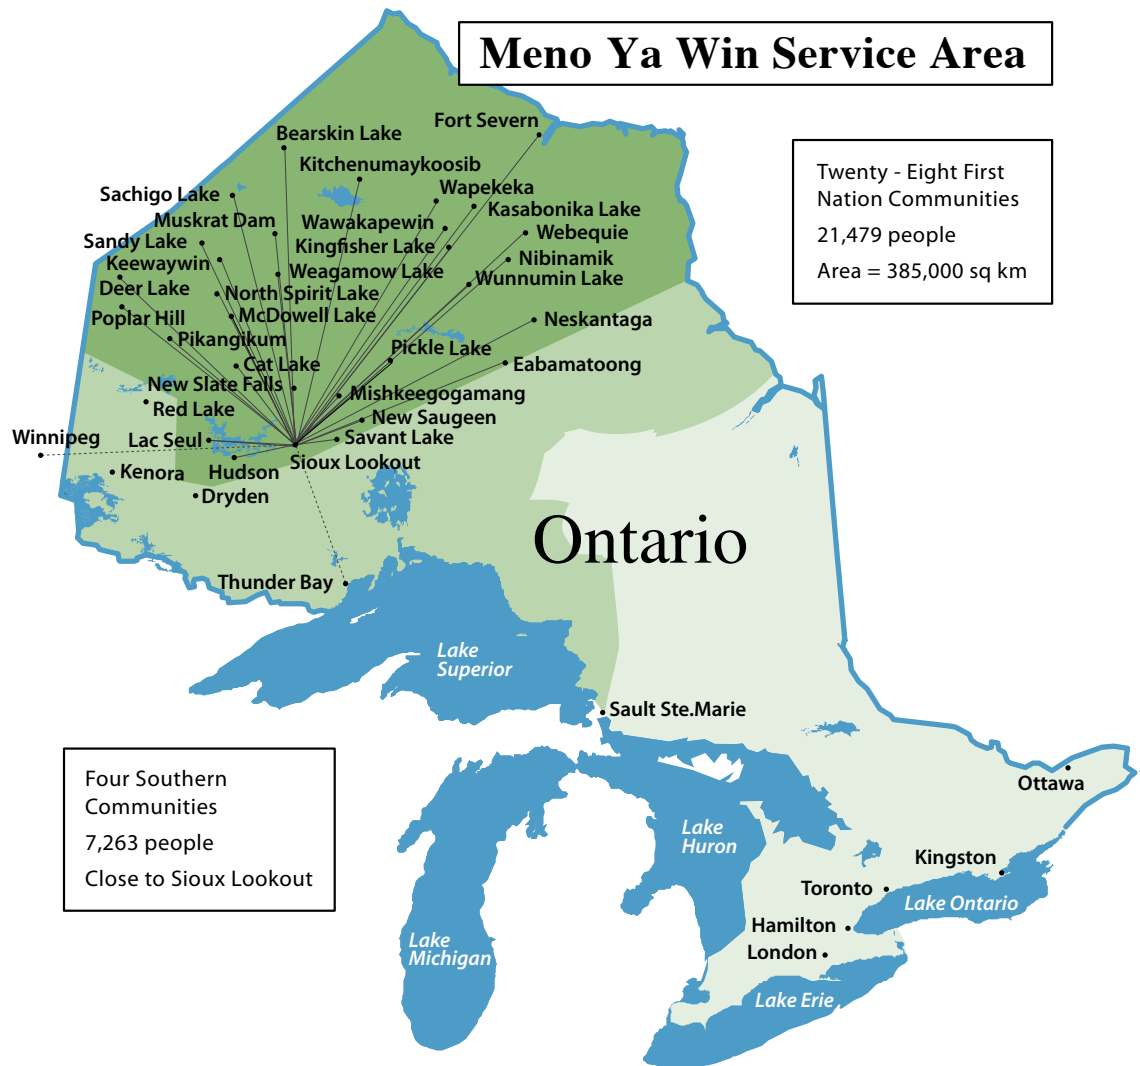 Meno Ya Win Service Area
Fort Severn
Bearskin Lake
Kitchenumaykoosib
Twenty - Eight First
Nation Communities
21,479 people
Area = 385,000 sq km
Sachigo Lake
Wapekeka
Muskrat Dam
Wawakapewin
Kasabonika Lake
Sandy Lake
Kingfisher Lake
Webequie
Keewaywin
Weagamow Lake
Nibinamik
Deer Lake
North Spirit Lake
Wunnumin Lake
Poplar Hill
McDowell Lake
Neskantaga
Pikangikum
Pickle Lake
Cat Lake
Eabamatoong
New Slate Falls
Mishkeegogamang
Red Lake
New Saugeen
Winnipeg
Lac Seul
Savant Lake
Kenora
Hudson
Sioux Lookout
Dryden
Ontario
Thunder Bay
Lake
Superior
Sault Ste.Marie
Four Southern
Communities
7,263 people
Close to Sioux Lookout
Ottawa
Lake
Huron
Kingston
Toronto
Lake Ontario
Hamilton
Lake
Michigan
London
Lake Erie